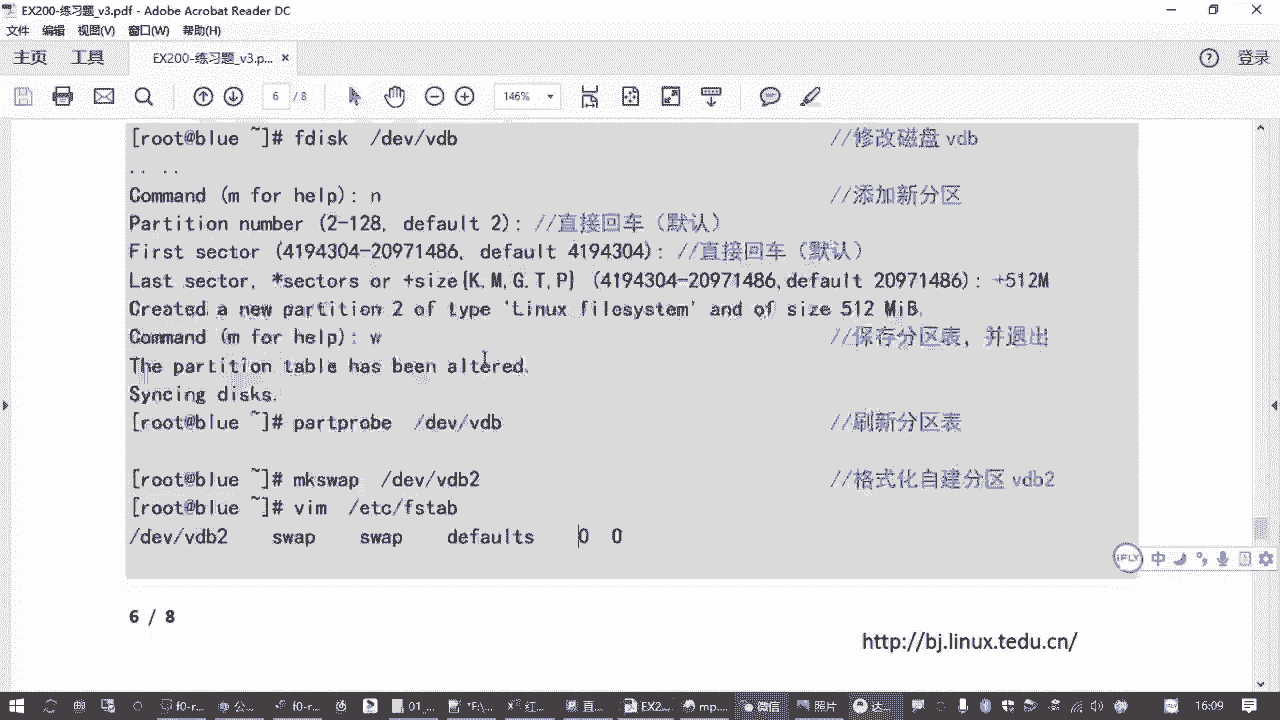 EX200-练习题_v3.pdf - Adobe Acrobat Reader DC
文件 编辑 视图(V) 窗口(W) 帮助(H)
主页 工具 EX200-练习题_v3.p... × ? 登录
6 / 8 146%
[root@blue ~]# fdisk /dev/vdb //修改磁盘 vdb
.. ..
Command (m for help): n //添加新分区
Partition number (2-128, default 2): //直接回车（默认）
First sector (4194304-20971486, default 4194304): //直接回车（默认）
Last sector, *sectors or +size{K,M,G,T,P} (4194304-20971486,default 20971486): +512M
Created a new partition 2 of type 'Linux filesystem' and of size 512 MiB.
Command (m for help): w //保存分区表，并退出
The partition table has been altered.
Syncing disks.
[root@blue ~]# partprobe /dev/vdb //刷新分区表
[root@blue ~]# mkswap /dev/vdb2 //格式化自建分区 vdb2
[root@blue ~]# vim /etc/fstab
/dev/vdb2 swap swap defaults 0 0
iFLY 中
6 / 8
http://bj.linux.tedu.cn/
f0-r... 公... f0-r... 01_... "F:\... 红... 直... EX2... mp... 微信 照片 达... 16:09